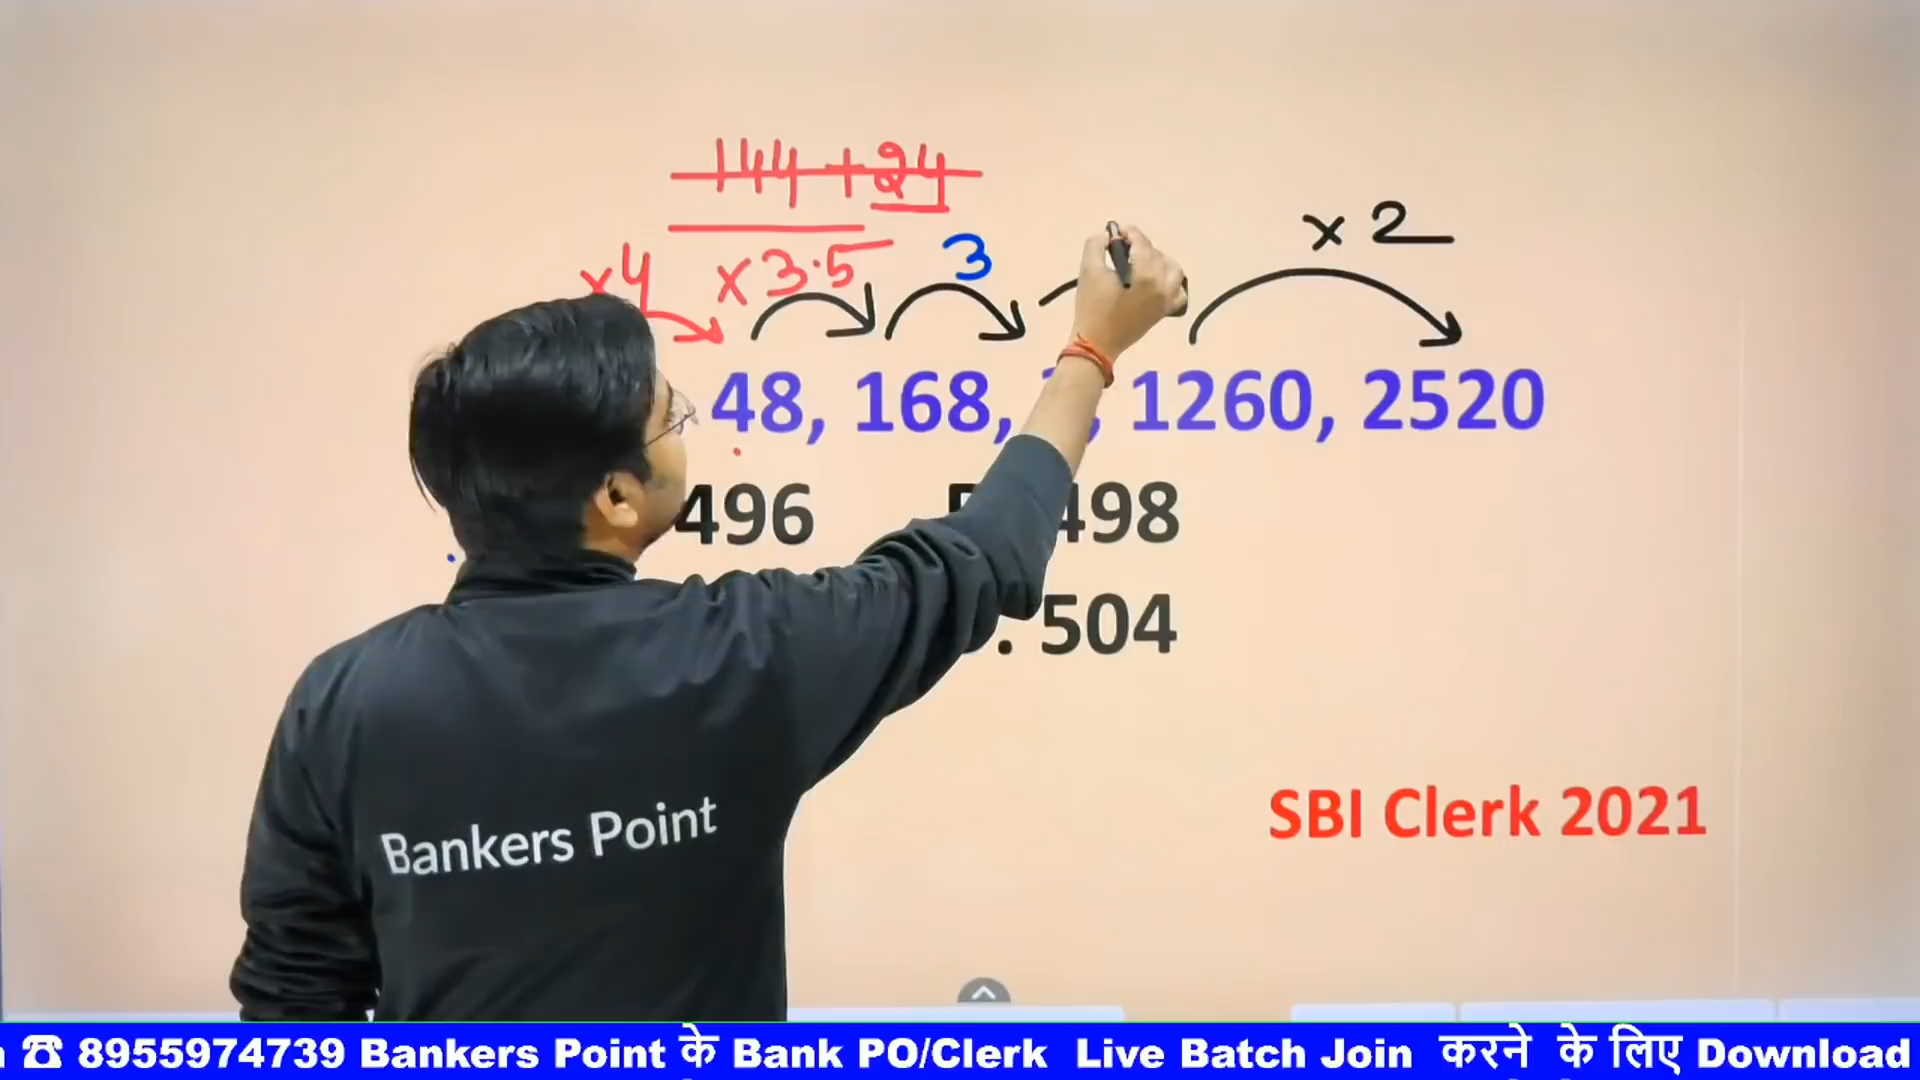 144 + 24
×4 ×3.5 3 ×2
48, 168, 1260, 2520
496 498
. 504
SBI Clerk 2021
Bankers Point
☎ 8955974739 Bankers Point के Bank PO/Clerk Live Batch Join करने के लिए Download